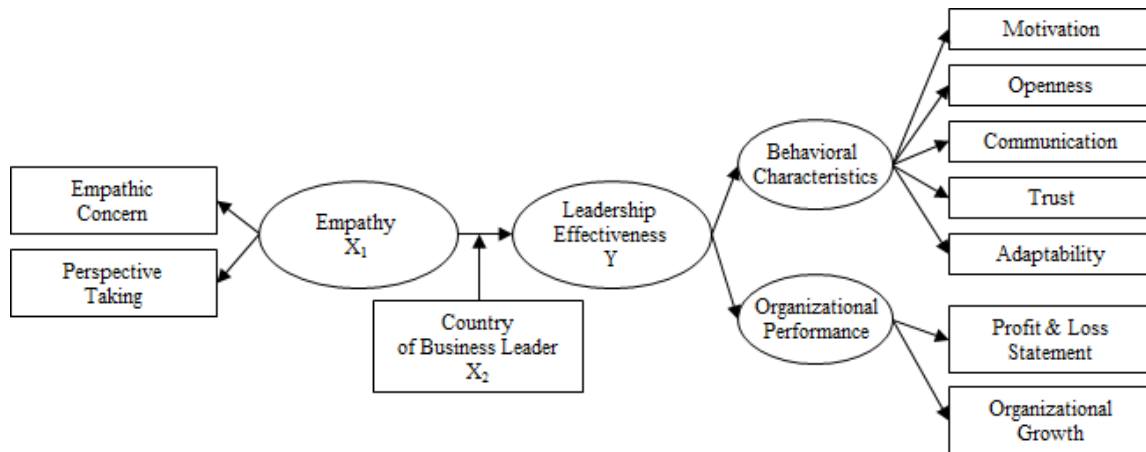 Empathic
Concern
Perspective
Taking
Empathy
X₁
Country
of Business Leader
X₂
Leadership
Effectiveness
Y
Behavioral
Characteristics
Organizational
Performance
Motivation
Openness
Communication
Trust
Adaptability
Profit & Loss
Statement
Organizational
Growth